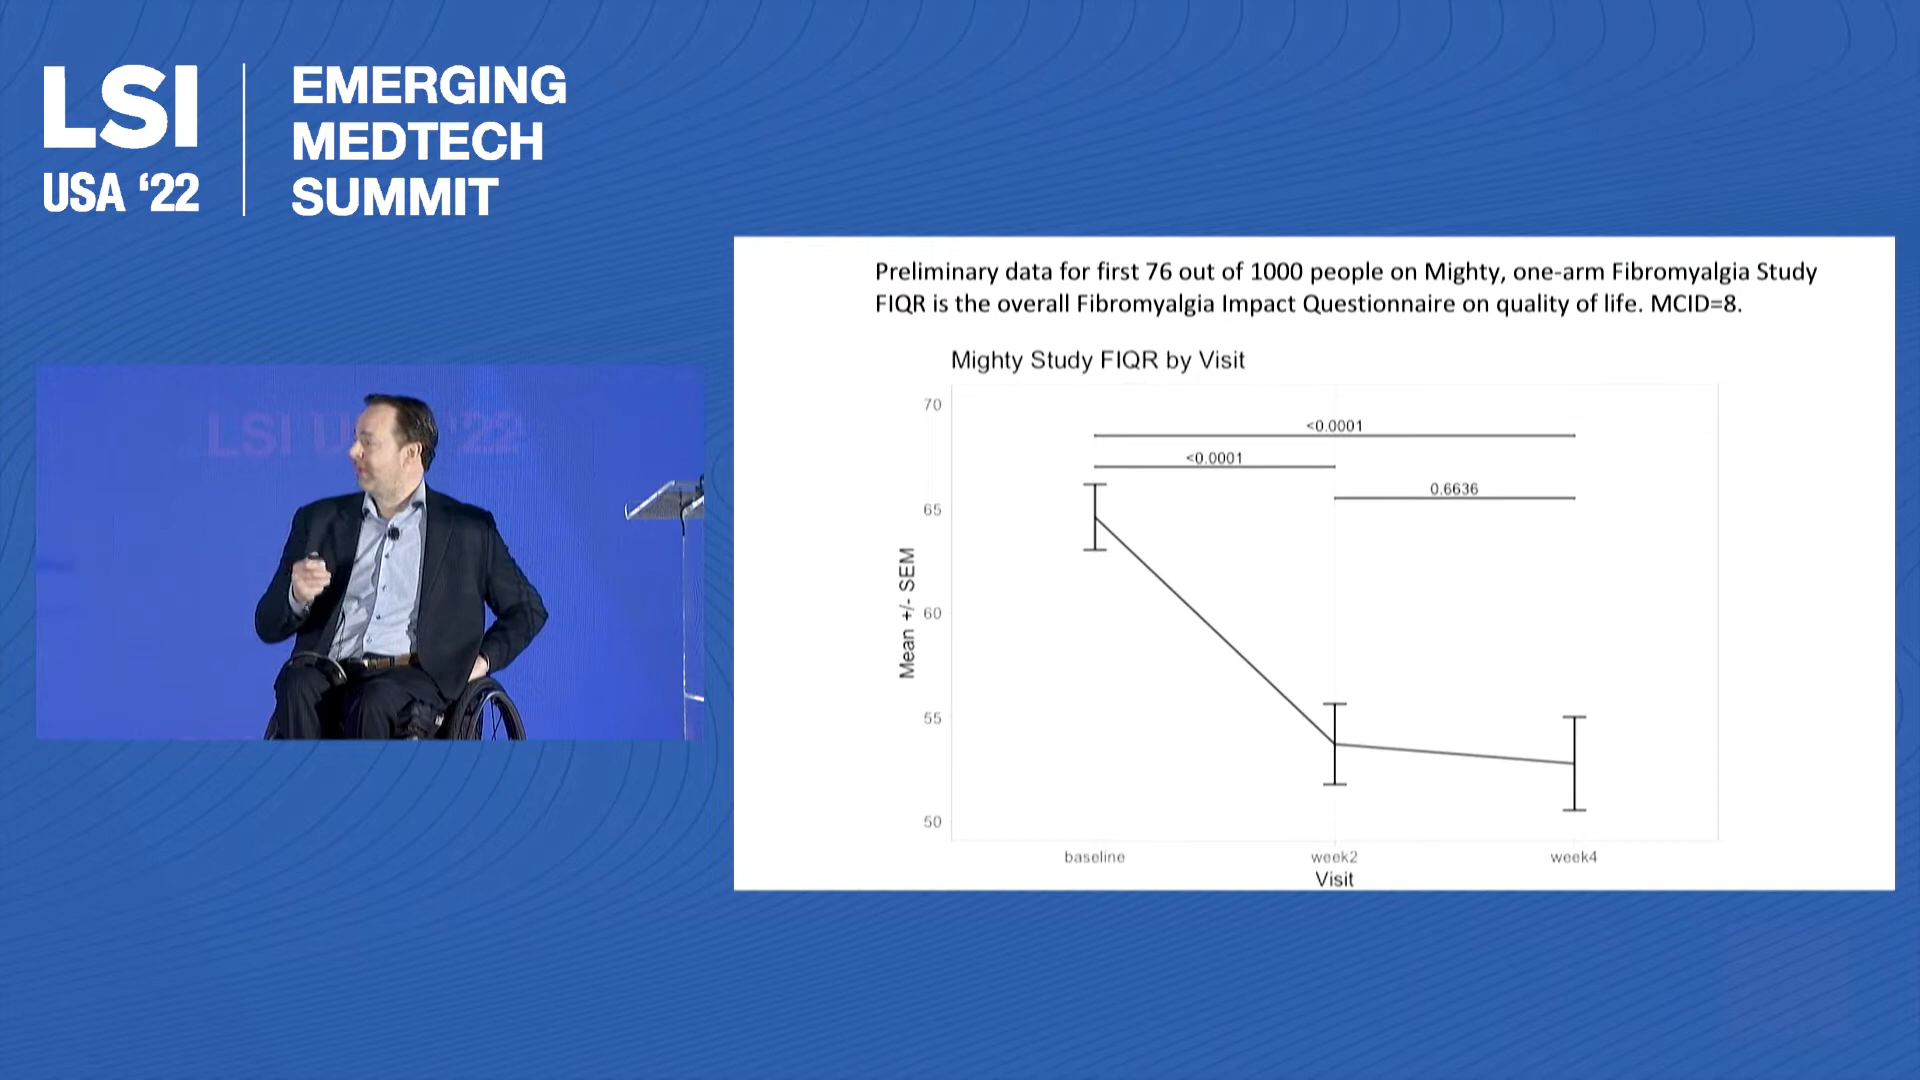 LSI
USA ‘22
EMERGING
MEDTECH
SUMMIT
LSI U 22
Preliminary data for first 76 out of 1000 people on Mighty, one-arm Fibromyalgia Study
FIQR is the overall Fibromyalgia Impact Questionnaire on quality of life. MCID=8.
Mighty Study FIQR by Visit
70
<0.0001
<0.0001
0.6636
65
60
55
50
Mean +/- SEM
baseline
week2
week4
Visit